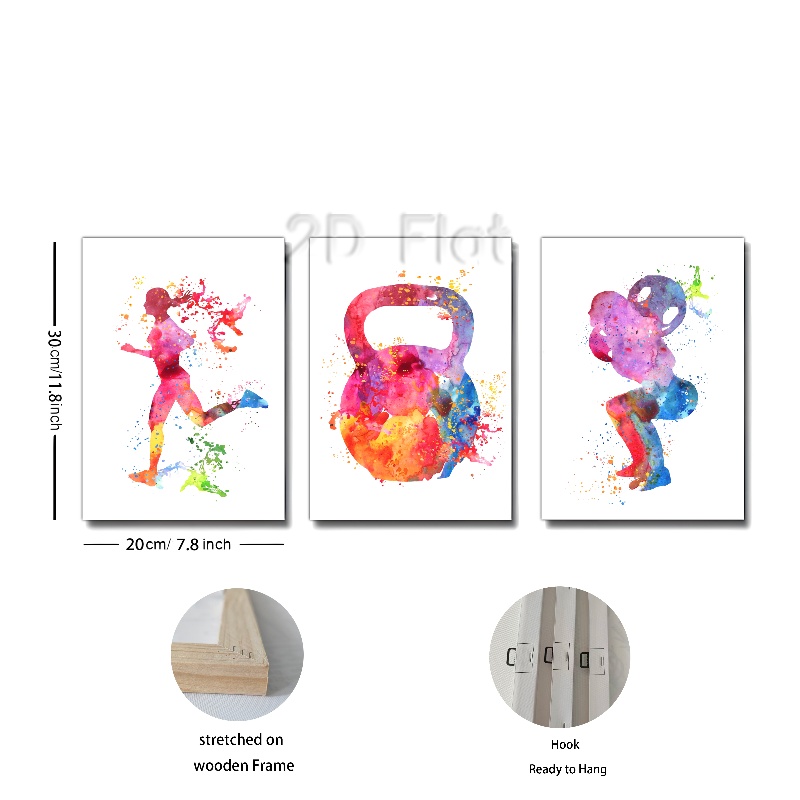 2D Flat
30cm/11.8inch
20cm/ 7.8 inch
stretched on
wooden Frame
Hook
Ready to Hang